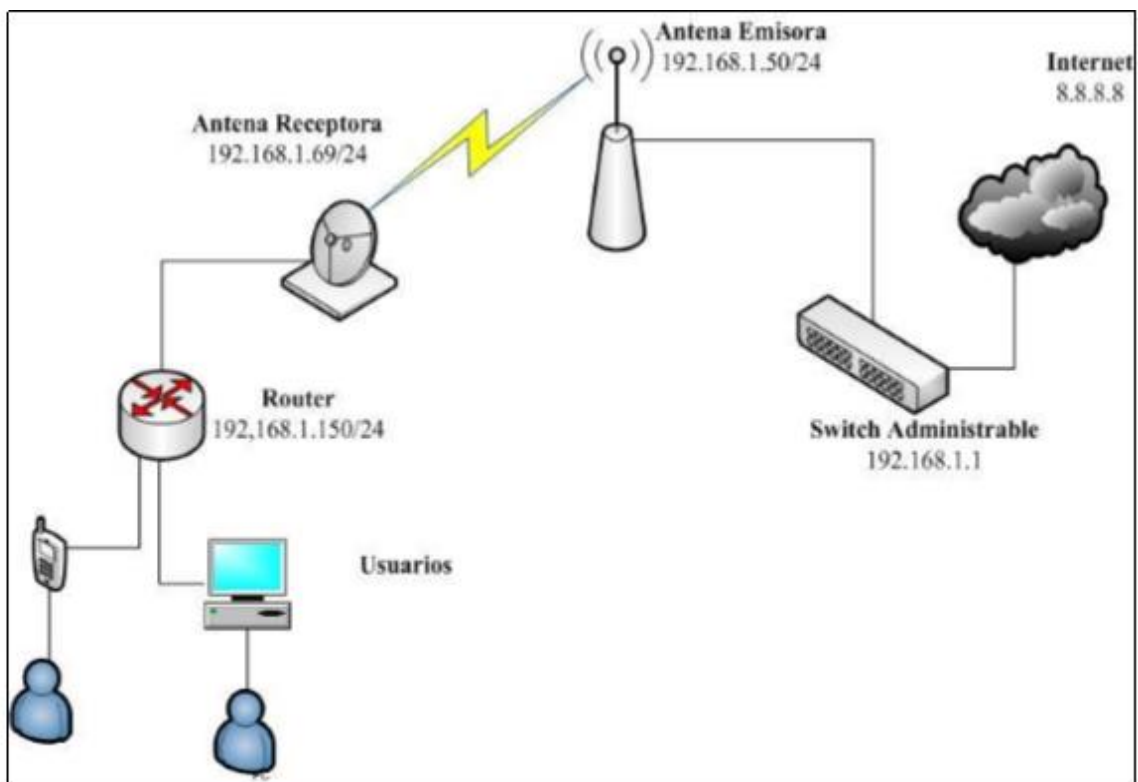 Antena Emisora
192.168.1.50/24
Internet
8.8.8.8
Antena Receptora
192.168.1.69/24
Router
192,168.1.150/24
Switch Administrable
192.168.1.1
Usuarios